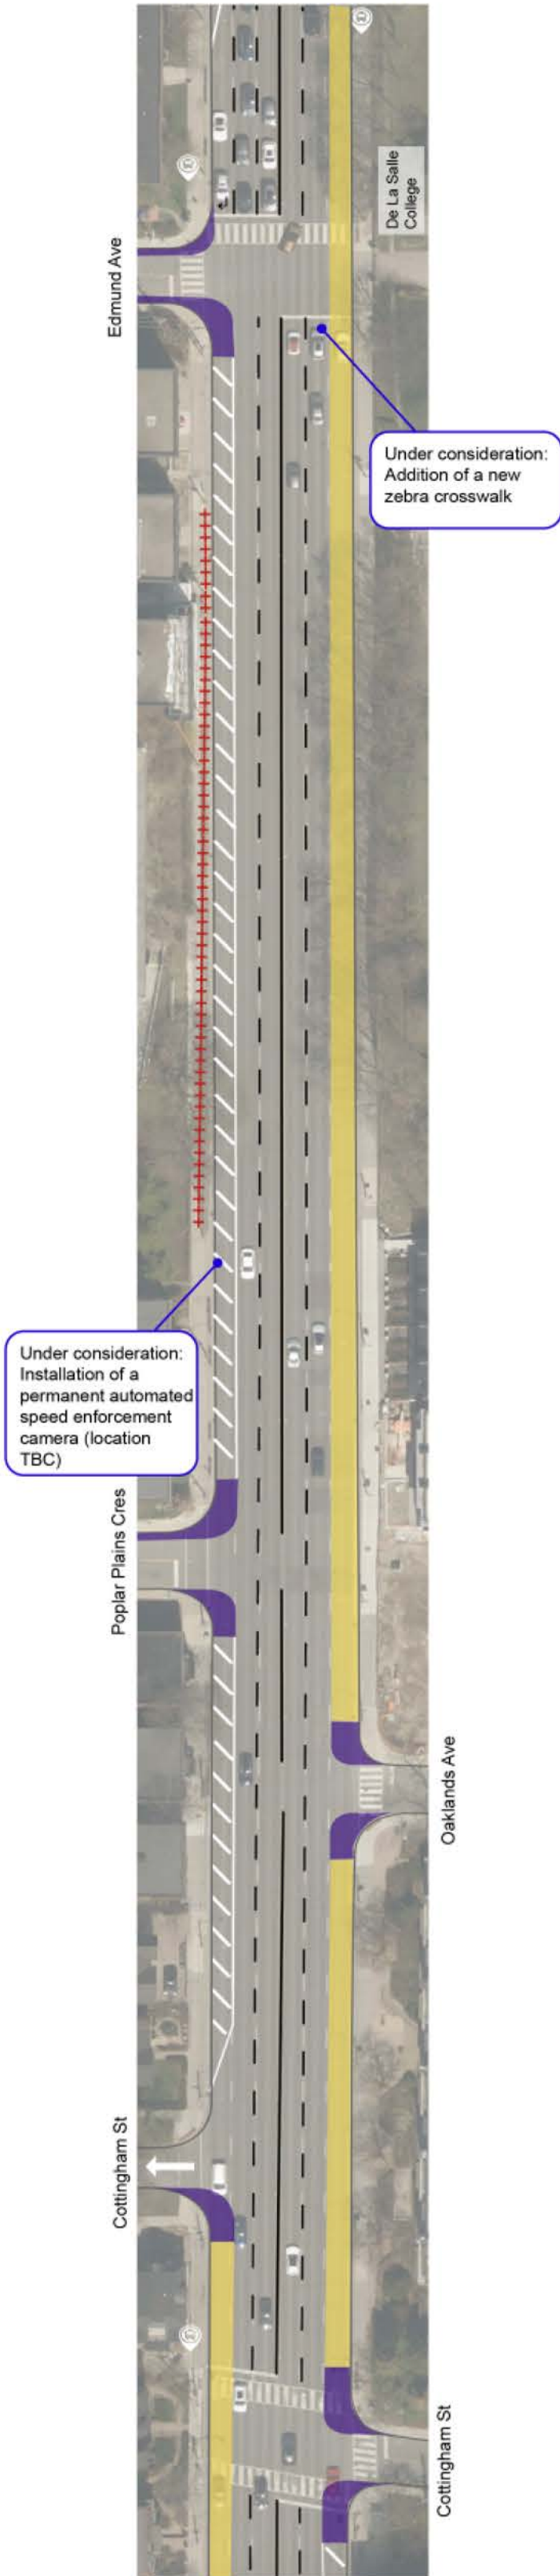 De La Salle
College
Edmund Ave
Under consideration:
Addition of a new
zebra crosswalk
Under consideration:
Installation of a
permanent automated
speed enforcement
camera (location
TBC)
Poplar Plains Cres
Oaklands Ave
Cottingham St
Cottingham St